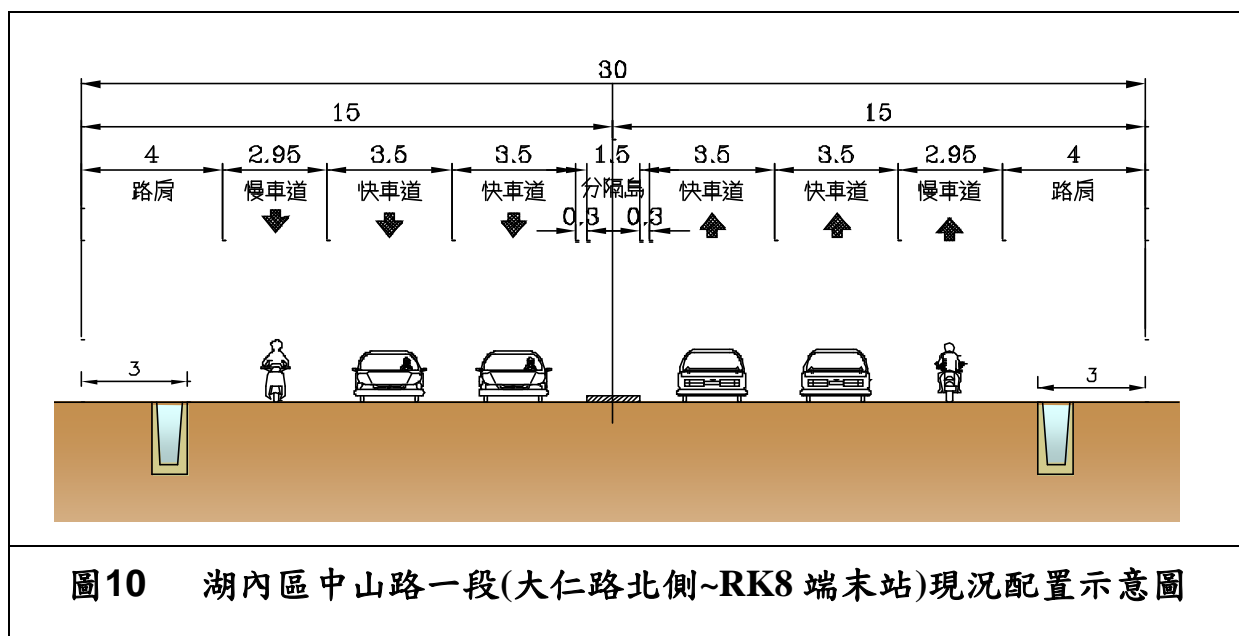 30
15 15
4 2.95 3.5 3.5 1.5 3.5 3.5 2.95 4
路肩 慢車道 快車道 快車道 分隔島 快車道 快車道 慢車道 路肩
0.3 0.3
3 3
圖10 湖內區中山路一段(大仁路北側~RK8 端末站)現況配置示意圖